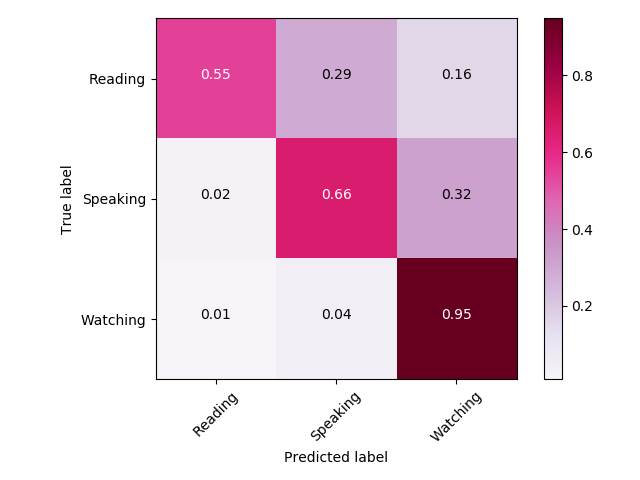 Reading 0.55 0.29 0.16
Speaking 0.02 0.66 0.32
Watching 0.01 0.04 0.95
Reading Speaking Watching
Predicted label
True label
0.8
0.6
0.4
0.2